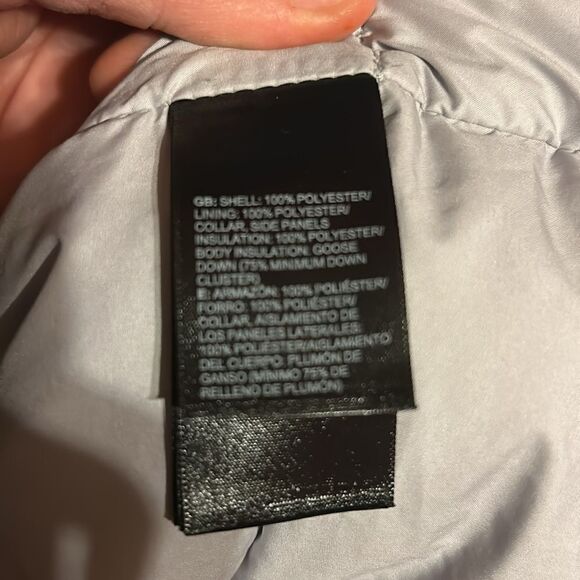 GB: SHELL: 100% POLYESTER/
LINING: 100% POLYESTER/
COLLAR, SIDE PANELS
INSULATION: 100% POLYESTER/
BODY INSULATION: GOOSE
DOWN (75% MINIMUM DOWN
CLUSTER)
E: ARMAZÓN: 100% POLIÉSTER/
FORRO: 100% POLIÉSTER/
COLLAR, AISLAMIENTO DE
LOS PANELES LATERALES:
100% POLIÉSTER/AISLAMIENTO
DEL CUERPO: PLUMÓN DE
GANSO (MÍNIMO 75% DE
RELLENO DE PLUMÓN)